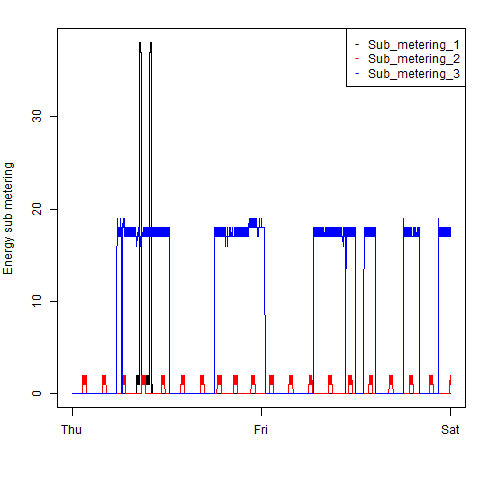 Sub_metering_1
Sub_metering_2
Sub_metering_3
Energy sub metering
30
20
10
0
Thu Fri Sat